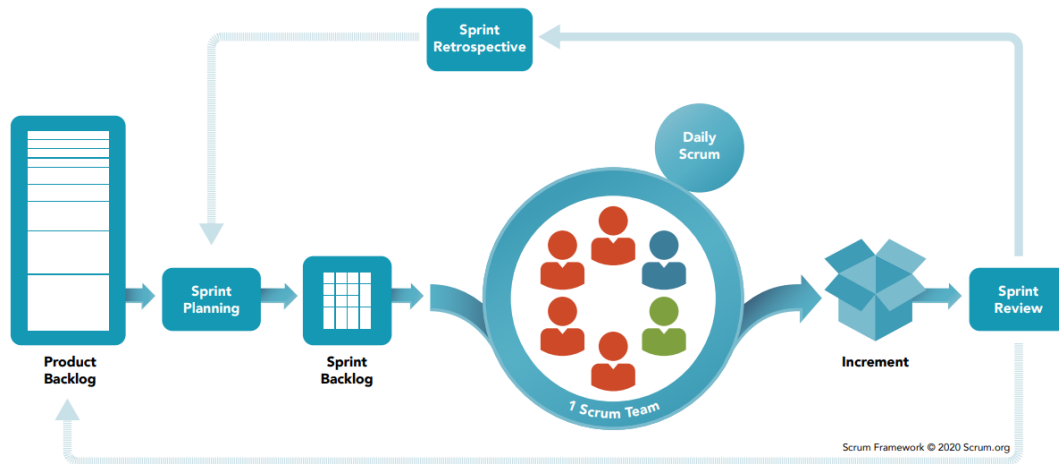 Sprint
Retrospective
Daily
Scrum
Sprint
Planning
Sprint
Review
Product
Backlog
Sprint
Backlog
1 Scrum Team
Increment
Scrum Framework © 2020 Scrum.org